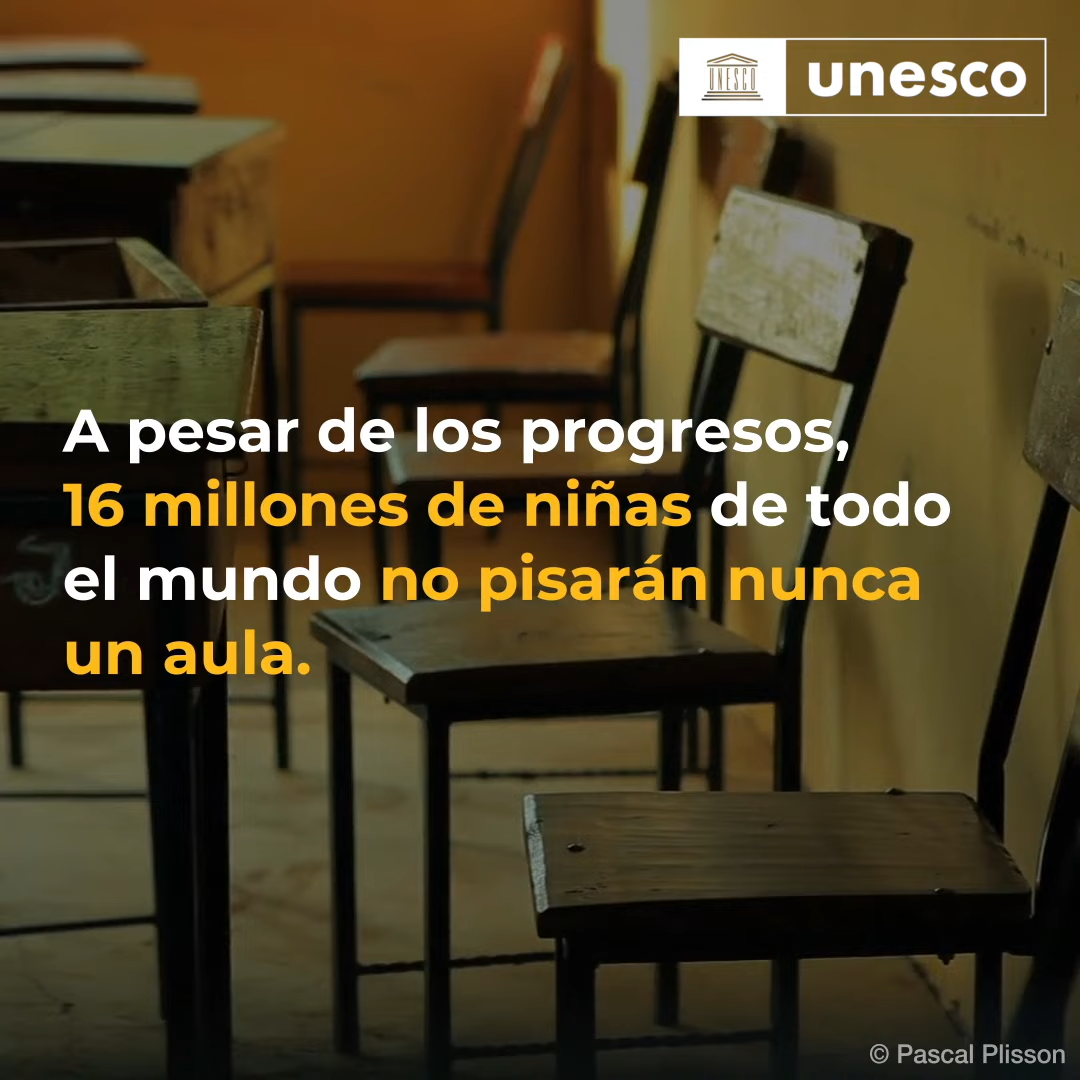 UNESCO
unesco
A pesar de los progresos,
16 millones de niñas de todo
el mundo no pisarán nunca
un aula.
© Pascal Plisson